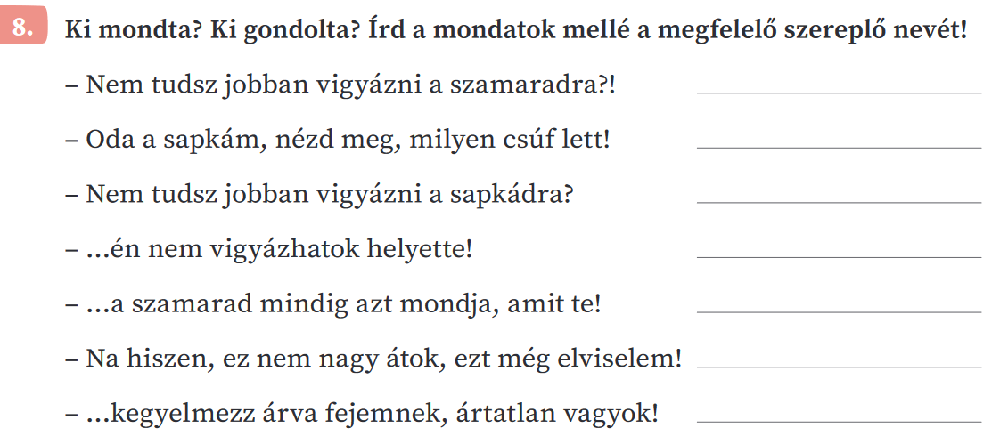 8. Ki mondta? Ki gondolta? Írd a mondatok mellé a megfelelő szereplő nevét!
– Nem tudsz jobban vigyázni a szamaradra?!
– Oda a sapkám, nézd meg, milyen csúf lett!
– Nem tudsz jobban vigyázni a sapkádra?
– …én nem vigyázhatok helyette!
– …a szamarad mindig azt mondja, amit te!
– Na hiszen, ez nem nagy átok, ezt még elviselem!
– …kegyelmezz árva fejemnek, ártatlan vagyok!